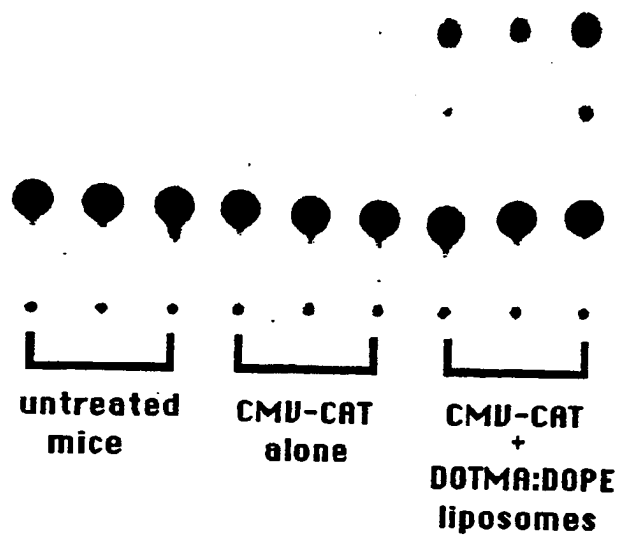 untreated
mice
CMV-CAT
alone
CMV-CAT
+
DOTMA:DOPE
liposomes